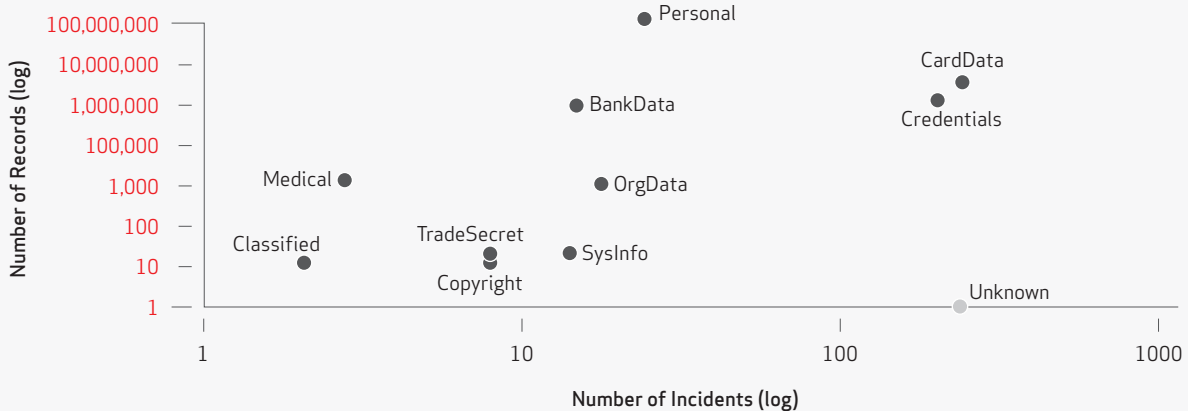 Personal
100,000,000
CardData
10,000,000
BankData
1,000,000
Credentials
100,000
Medical
OrgData
1,000
100
TradeSecret
Classified
SysInfo
10
Copyright
Unknown
1
1 10 100 1000
Number of Incidents (log)
Number of Records (log)